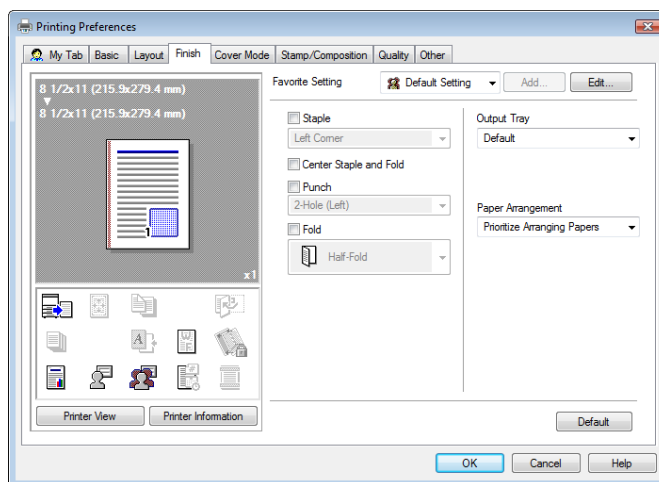 Printing Preferences
My Tab Basic Layout Finish Cover Mode Stamp/Composition Quality Other
8 1/2x11 (215.9x279.4 mm)
8 1/2x11 (215.9x279.4 mm)
1
x1
Printer View Printer Information
Favorite Setting Default Setting Add... Edit...
Staple
Left Corner
Center Staple and Fold
Punch
2-Hole (Left)
Fold
Half-Fold
Output Tray
Default
Paper Arrangement
Prioritize Arranging Papers
Default
OK Cancel Help